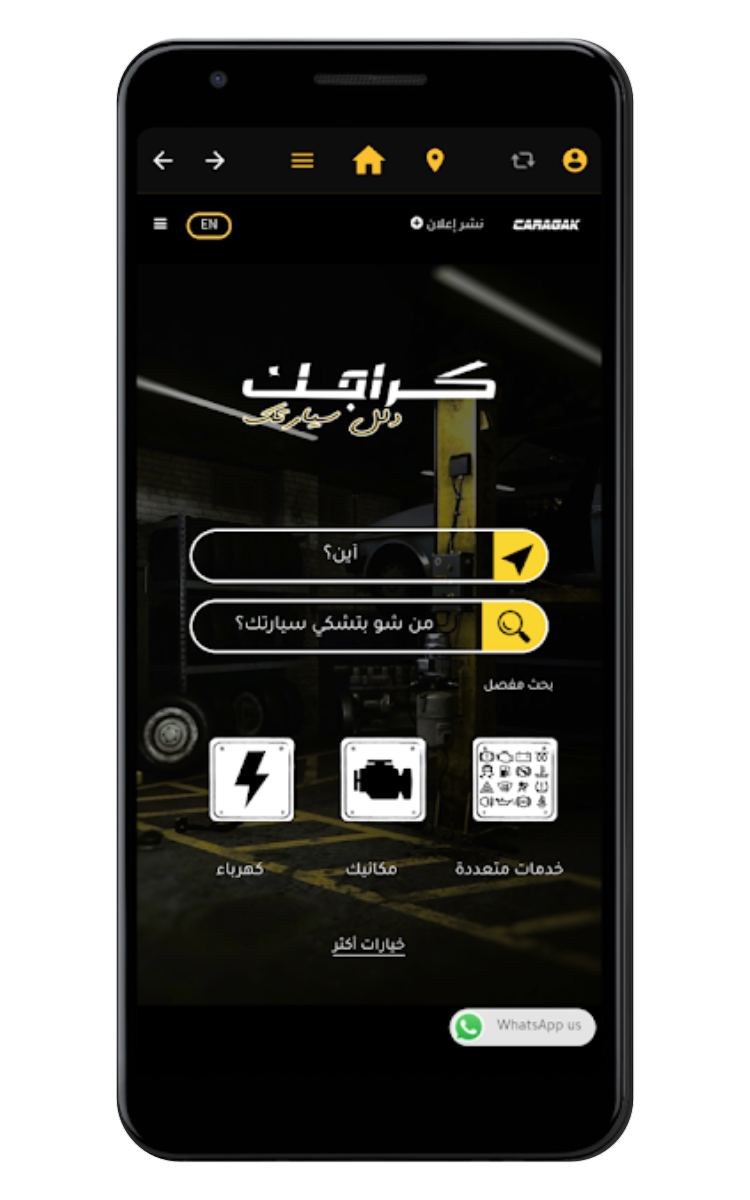 CARAGAK نشر إعلان EN
كراجك
دلل سيارتك
أين؟
من شو بتشكي سيارتك؟
بحث مفصل
خدمات متعددة مكانيك كهرباء
خيارات أكثر
WhatsApp us